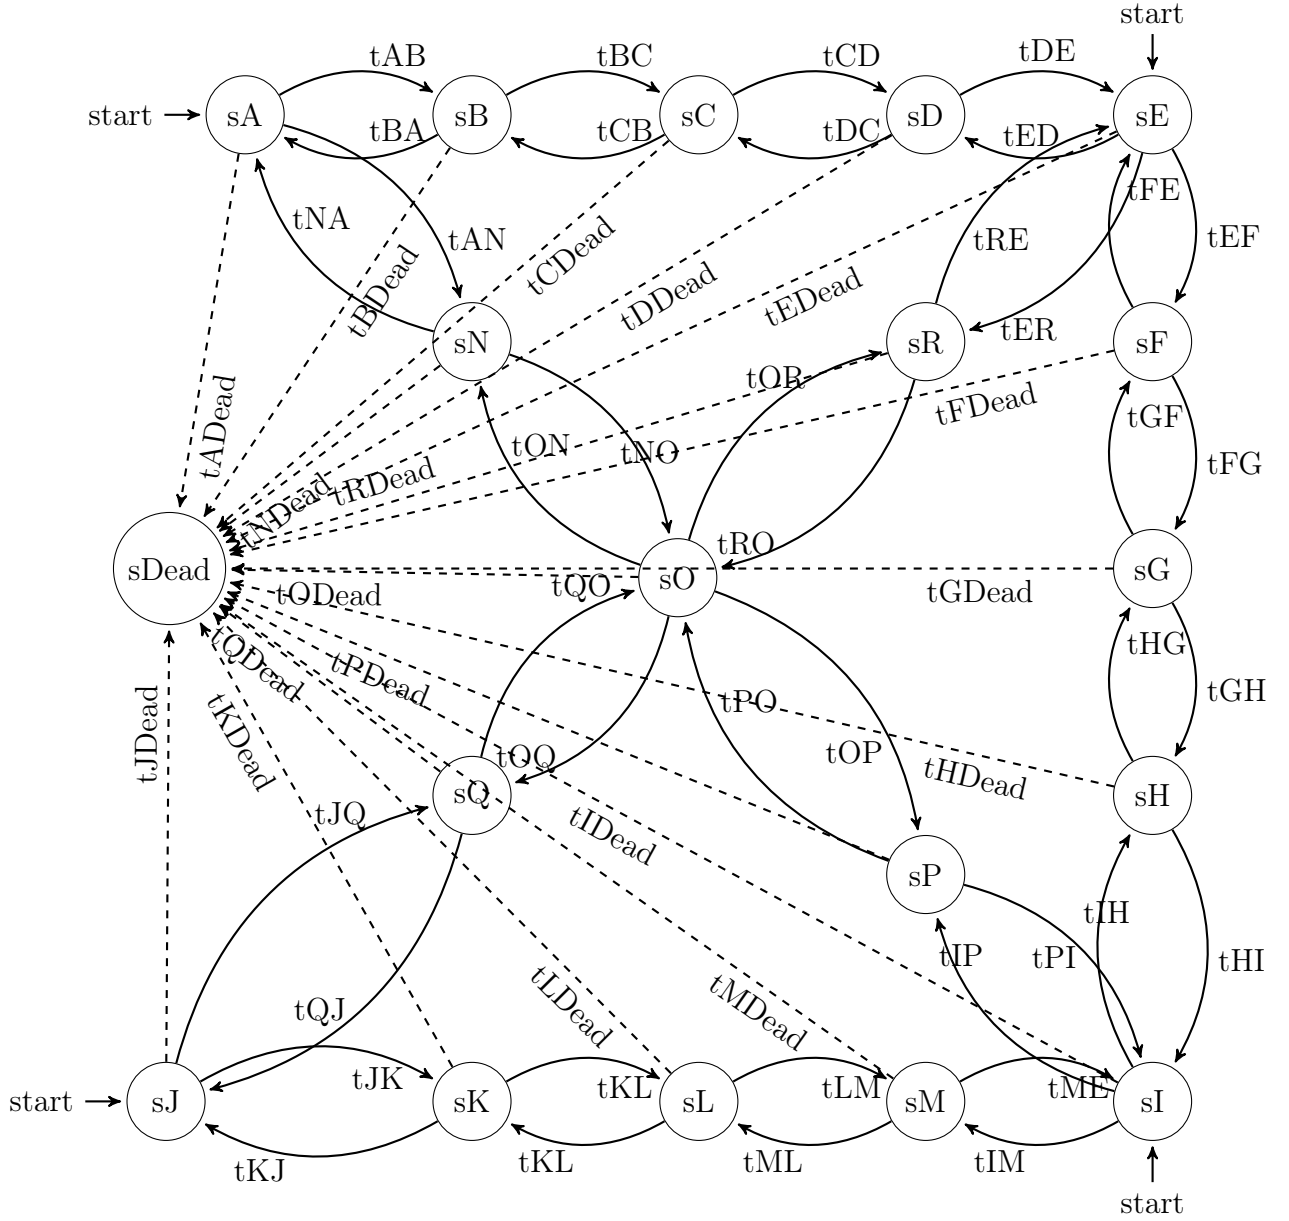 start
tAB
tBC
tCD
tDE
start
sA
sB
sC
sD
sE
tBA
tCB
tDC
tED
tFE
tNA
tAN
tCDead
tRE
tEF
tBDead
tDDead
tEDead
sN
sR
tER
sF
tOR
tADead
tFDead
tGF
tON
tNO
tFG
tRDead
tNDead
tRO
sDead
sO
sG
tQO
tODead
tGDead
tHG
tQDead
tPDead
tGH
tJDead
tKDead
tPO
tOQ
tOP
tHDead
sQ
sH
tJQ
tIDead
sP
tIH
tIP
tPI
tHI
tQJ
tLDead
tMDead
tJK
tKL
tLM
tME
start
sJ
sK
sL
sM
sI
tKJ
tKL
tML
tIM
start